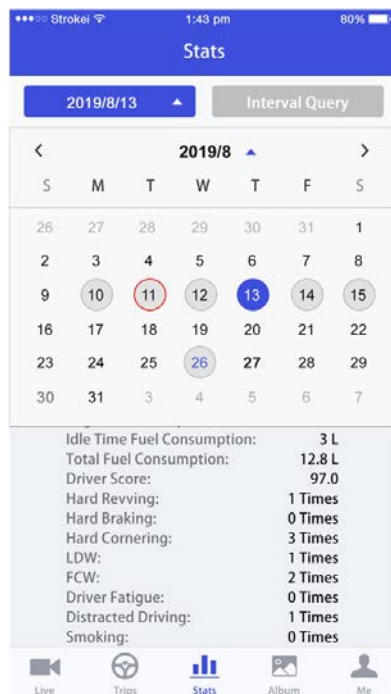 Strokei 1:43 pm 80%
Stats
2019/8/13 Interval Query
2019/8
S M T W T F S
26 27 28 29 30 31 1
2 3 4 5 6 7 8
9 10 11 12 13 14 15
16 17 18 19 20 21 22
23 24 25 26 27 28 29
30 31 3 4 5 6 7
Idle Time Fuel Consumption: 3 L
Total Fuel Consumption: 12.8 L
Driver Score: 97.0
Hard Revving: 1 Times
Hard Braking: 0 Times
Hard Cornering: 3 Times
LDW: 1 Times
FCW: 2 Times
Driver Fatigue: 0 Times
Distracted Driving: 1 Times
Smoking: 0 Times
Live Trips Stats Album Me